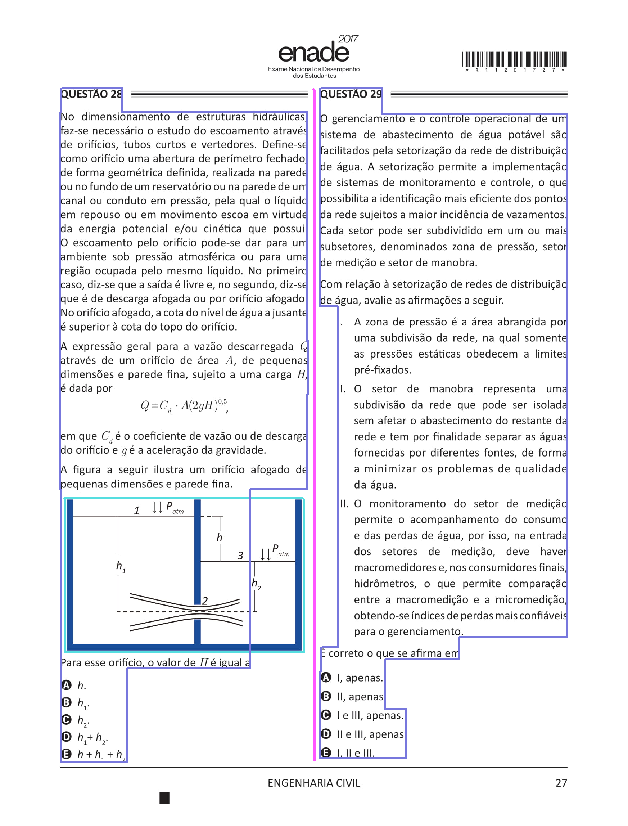 enade 2017
Exame Nacional de Desempenho
dos Estudantes
*R1120172 7*
QUESTÃO 28
No dimensionamento de estruturas hidráulicas,
faz-se necessário o estudo do escoamento através
de orifícios, tubos curtos e vertedores. Define-se
como orifício uma abertura de perímetro fechado,
de forma geométrica definida, realizada na parede
ou no fundo de um reservatório ou na parede de um
canal ou conduto em pressão, pela qual o líquido
em repouso ou em movimento escoa em virtude
da energia potencial e/ou cinética que possui.
O escoamento pelo orifício pode-se dar para um
ambiente sob pressão atmosférica ou para uma
região ocupada pelo mesmo líquido. No primeiro
caso, diz-se que a saída é livre e, no segundo, diz-se
que é de descarga afogada ou por orifício afogado.
No orifício afogado, a cota do nível de água a jusante
é superior à cota do topo do orifício.
A expressão geral para a vazão descarregada Q
através de um orifício de área A, de pequenas
dimensões e parede fina, sujeito a uma carga H,
é dada por
Q = C_d · A(2gH)^0,5,
em que C_d é o coeficiente de vazão ou de descarga
do orifício e g é a aceleração da gravidade.
A figura a seguir ilustra um orifício afogado de
pequenas dimensões e parede fina.
1 ↓↓ P_atm
h
3 ↓↓ P_atm
h_1
h_2
2
Para esse orifício, o valor de H é igual a
A h.
B h_1.
C h_2.
D h_1 + h_2.
E h + h_1 + h_2
QUESTÃO 29
O gerenciamento e o controle operacional de um
sistema de abastecimento de água potável são
facilitados pela setorização da rede de distribuição
de água. A setorização permite a implementação
de sistemas de monitoramento e controle, o que
possibilita a identificação mais eficiente dos pontos
da rede sujeitos a maior incidência de vazamentos.
Cada setor pode ser subdividido em um ou mais
subsetores, denominados zona de pressão, setor
de medição e setor de manobra.
Com relação à setorização de redes de distribuição
de água, avalie as afirmações a seguir.
I. A zona de pressão é a área abrangida por
uma subdivisão da rede, na qual somente
as pressões estáticas obedecem a limites
pré-fixados.
II. O setor de manobra representa uma
subdivisão da rede que pode ser isolada
sem afetar o abastecimento do restante da
rede e tem por finalidade separar as águas
fornecidas por diferentes fontes, de forma
a minimizar os problemas de qualidade
da água.
III. O monitoramento do setor de medição
permite o acompanhamento do consumo
e das perdas de água, por isso, na entrada
dos setores de medição, deve haver
macromedidores e, nos consumidores finais,
hidrômetros, o que permite comparação
entre a macromedição e a micromedição,
obtendo-se índices de perdas mais confiáveis
para o gerenciamento.
É correto o que se afirma em
A I, apenas.
B II, apenas.
C I e III, apenas.
D II e III, apenas.
E I, II e III.
ENGENHARIA CIVIL 27